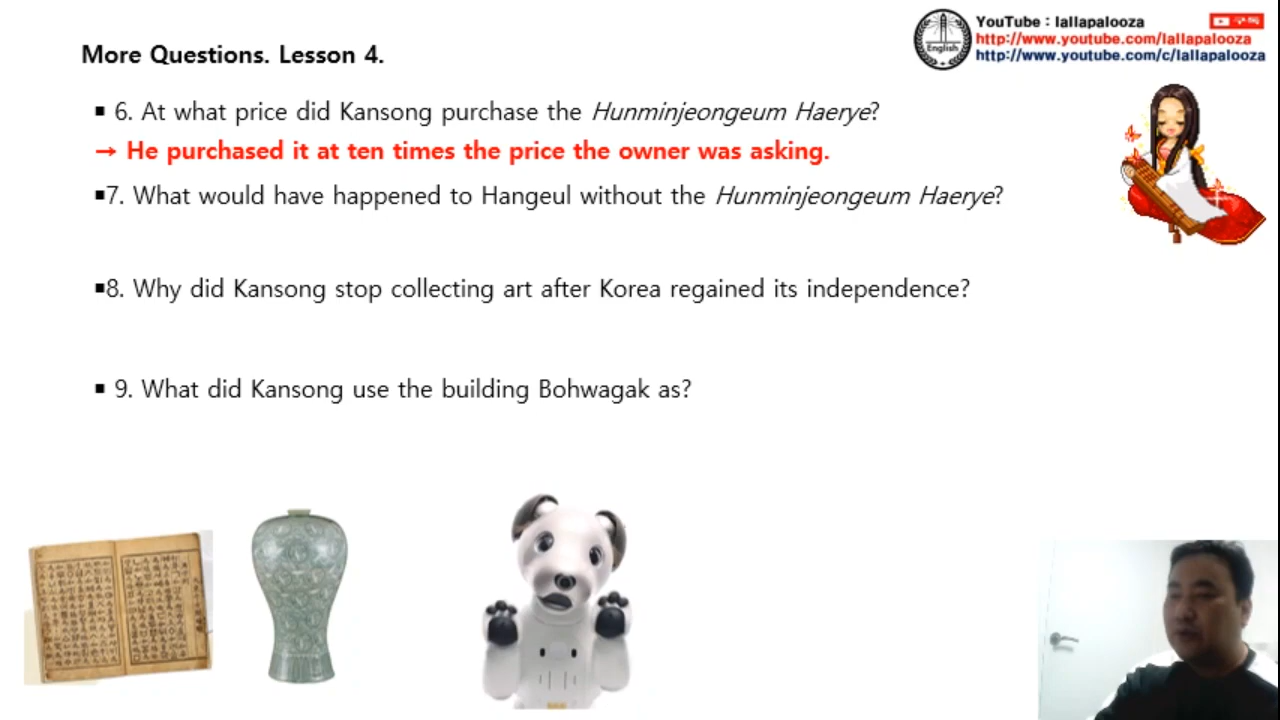 YouTube : lallapalooza
구독
http://www.youtube.com/lallapalooza
http://www.youtube.com/c/lallapalooza
English
More Questions. Lesson 4.
▪ 6. At what price did Kansong purchase the Hunminjeongeum Haerye?
→ He purchased it at ten times the price the owner was asking.
▪7. What would have happened to Hangeul without the Hunminjeongeum Haerye?
▪8. Why did Kansong stop collecting art after Korea regained its independence?
▪ 9. What did Kansong use the building Bohwagak as?